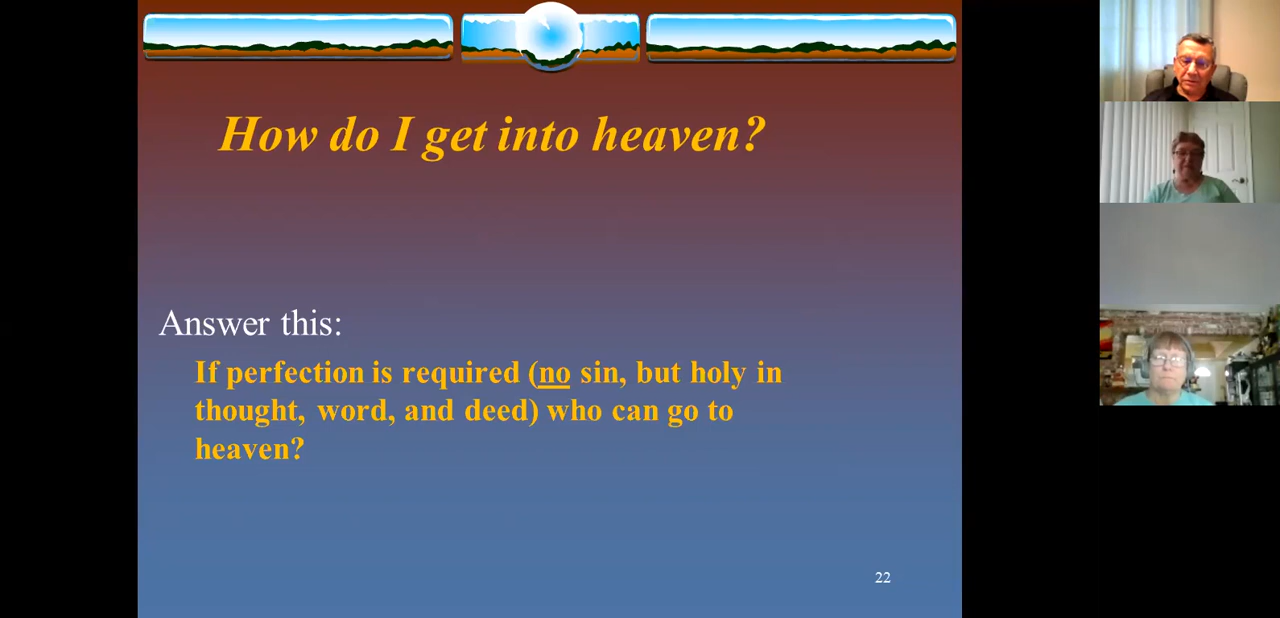 How do I get into heaven?
Answer this:
If perfection is required (no sin, but holy in
thought, word, and deed) who can go to
heaven?
22